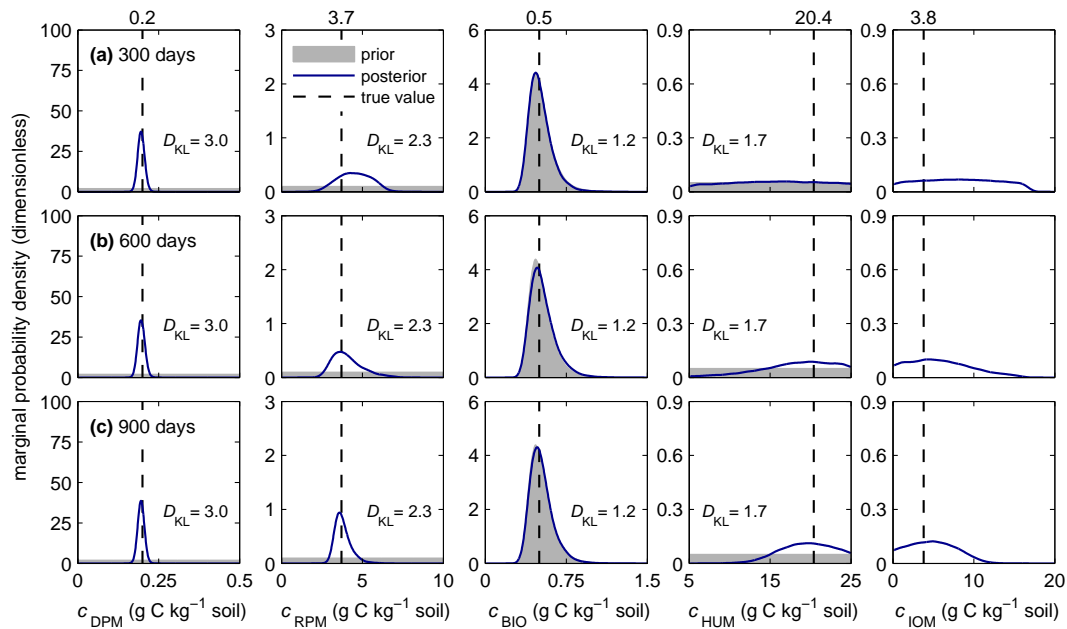 0.2 3.7 0.5 20.4 3.8
marginal probability density (dimensionless)
100 3 6 0.9 0.9
(a) 300 days
prior
posterior
true value
75 2 4 0.6 0.6
50
D_KL = 3.0 D_KL = 2.3 D_KL = 1.2 D_KL = 1.7
25 1 2 0.3 0.3
0 0 0 0 0
100 3 6 0.9 0.9
(b) 600 days
75 2 4 0.6 0.6
50
D_KL = 3.0 D_KL = 2.3 D_KL = 1.2 D_KL = 1.7
25 1 2 0.3 0.3
0 0 0 0 0
100 3 6 0.9 0.9
(c) 900 days
75 2 4 0.6 0.6
50
D_KL = 3.0 D_KL = 2.3 D_KL = 1.2 D_KL = 1.7
25 1 2 0.3 0.3
0 0 0 0 0
0 0.2 0.5 0 5 10 0 0.75 1.5 5 15 25 0 10 20
c_DPM (g C kg⁻¹ soil) c_RPM (g C kg⁻¹ soil) c_BIO (g C kg⁻¹ soil) c_HUM (g C kg⁻¹ soil) c_IOM (g C kg⁻¹ soil)